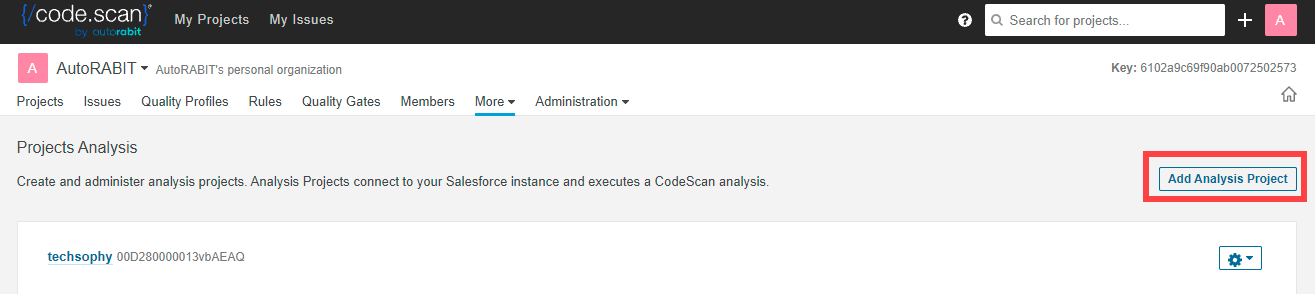 {/code.scan}
by autorabit
My Projects My Issues
?
Search for projects...
A
A AutoRABIT AutoRABIT's personal organization
Key: 6102a9c69f90ab0072502573
Projects Issues Quality Profiles Rules Quality Gates Members More Administration
Projects Analysis
Create and administer analysis projects. Analysis Projects connect to your Salesforce instance and executes a CodeScan analysis.
Add Analysis Project
techsophy 00D280000013vbAEAQ